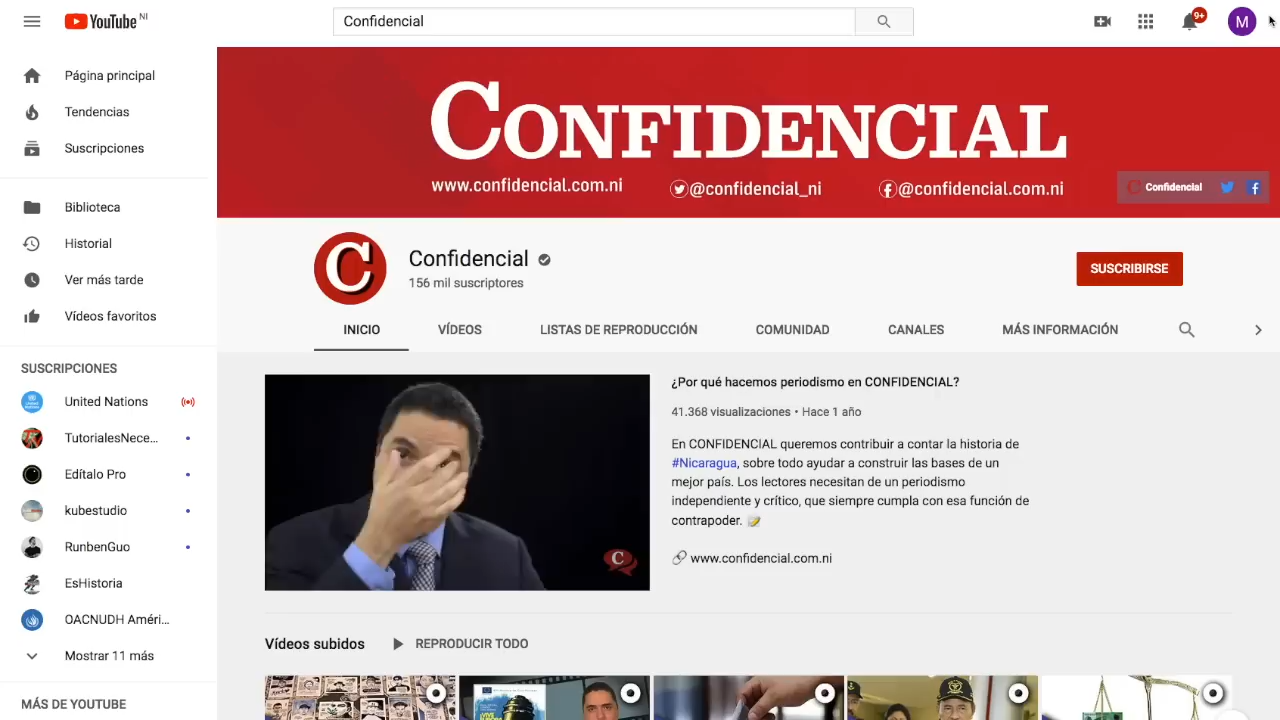 YouTube NI
Confidencial
9+
M
Página principal
Tendencias
Suscripciones
Biblioteca
Historial
Ver más tarde
Vídeos favoritos
SUSCRIPCIONES
United Nations
TutorialesNece...
Edítalo Pro
kubestudio
RunbenGuo
EsHistoria
OACNUDH Améri...
Mostrar 11 más
MÁS DE YOUTUBE
CONFIDENCIAL
www.confidencial.com.ni
@confidencial_ni
@confidencial.com.ni
C Confidencial
C
Confidencial
156 mil suscriptores
SUSCRIBIRSE
INICIO
VÍDEOS
LISTAS DE REPRODUCCIÓN
COMUNIDAD
CANALES
MÁS INFORMACIÓN
C
¿Por qué hacemos periodismo en CONFIDENCIAL?
41.368 visualizaciones • Hace 1 año
En CONFIDENCIAL queremos contribuir a contar la historia de
#Nicaragua, sobre todo ayudar a construir las bases de un
mejor país. Los lectores necesitan de un periodismo
independiente y crítico, que siempre cumpla con esa función de
contrapoder. 📝
www.confidencial.com.ni
Vídeos subidos
REPRODUCIR TODO